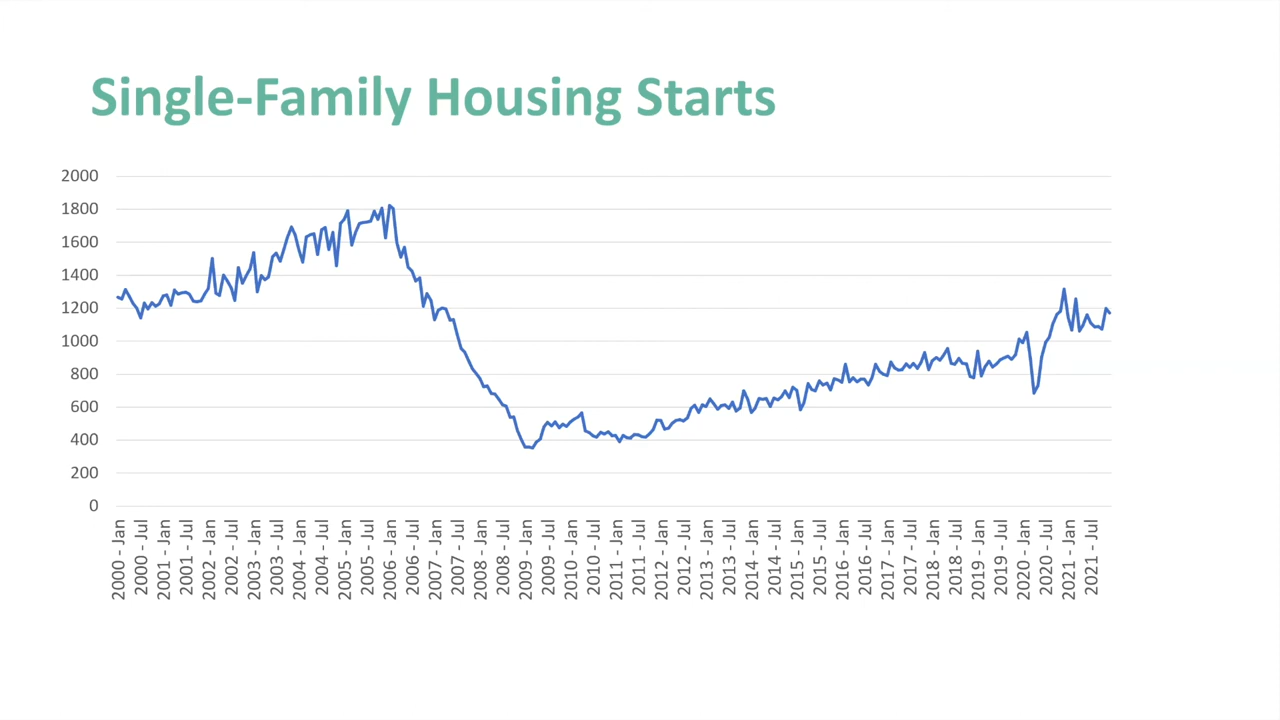 Single-Family Housing Starts
2000
1800
1600
1400
1200
1000
800
600
400
200
0
2000 - Jan
2000 - Jul
2001 - Jan
2001 - Jul
2002 - Jan
2002 - Jul
2003 - Jan
2003 - Jul
2004 - Jan
2004 - Jul
2005 - Jan
2005 - Jul
2006 - Jan
2006 - Jul
2007 - Jan
2007 - Jul
2008 - Jan
2008 - Jul
2009 - Jan
2009 - Jul
2010 - Jan
2010 - Jul
2011 - Jan
2011 - Jul
2012 - Jan
2012 - Jul
2013 - Jan
2013 - Jul
2014 - Jan
2014 - Jul
2015 - Jan
2015 - Jul
2016 - Jan
2016 - Jul
2017 - Jan
2017 - Jul
2018 - Jan
2018 - Jul
2019 - Jan
2019 - Jul
2020 - Jan
2020 - Jul
2021 - Jan
2021 - Jul